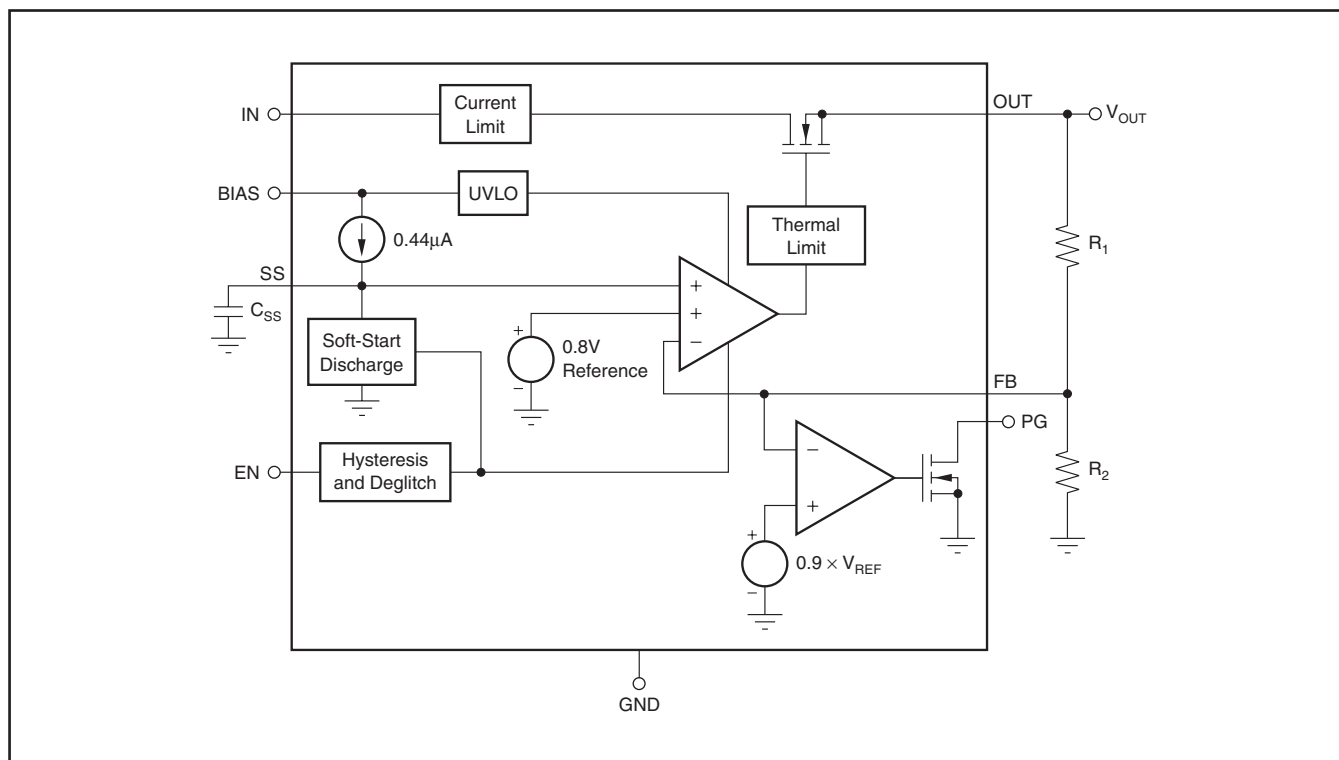 IN
Current
Limit
OUT
V_OUT
BIAS
UVLO
0.44µA
Thermal
Limit
R_1
SS
C_SS
+
+
−
+
−
0.8V
Reference
Soft-Start
Discharge
FB
PG
EN
Hysteresis
and Deglitch
−
+
R_2
+
−
0.9 × V_REF
GND